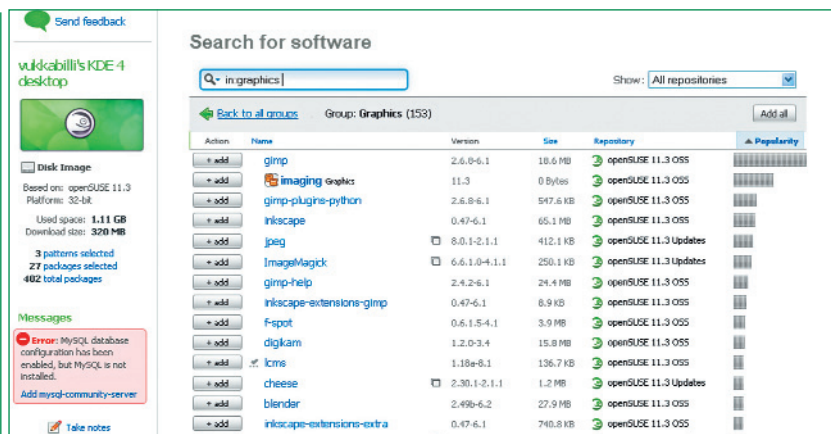 Send feedback
vukkabilli's KDE 4
desktop
Disk Image
Based on: openSUSE 11.3
Platform: 32-bit
Used space: 1.11 GB
Download size: 320 MB
3 patterns selected
27 packages selected
402 total packages
Messages
Error: MySQL database
configuration has been
enabled, but MySQL is not
installed.
Add mysql-community-server
Take notes
Search for software
in:graphics
Show: All repositories
Back to all groups Group: Graphics (153) Add all
Action Name Version Size Repository Popularity
+ add gimp 2.6.8-6.1 18.6 MB openSUSE 11.3 OSS
+ add imaging Graphics 11.3 0 Bytes openSUSE 11.3 OSS
+ add gimp-plugins-python 2.6.8-6.1 547.6 KB openSUSE 11.3 OSS
+ add inkscape 0.47-6.1 65.1 MB openSUSE 11.3 OSS
+ add jpeg 8.0.1-2.1.1 412.1 KB openSUSE 11.3 Updates
+ add ImageMagick 6.6.1.0-4.1.1 250.1 KB openSUSE 11.3 Updates
+ add gimp-help 2.4.2-6.1 24.4 MB openSUSE 11.3 OSS
+ add inkscape-extensions-gimp 0.47-6.1 8.9 KB openSUSE 11.3 OSS
+ add f-spot 0.6.1.5-4.1 3.9 MB openSUSE 11.3 OSS
+ add digikam 1.2.0-3.4 15.8 MB openSUSE 11.3 OSS
+ add lcms 1.18a-8.1 136.7 KB openSUSE 11.3 OSS
+ add cheese 2.30.1-2.1.1 1.2 MB openSUSE 11.3 Updates
+ add blender 2.49b-6.2 27.9 MB openSUSE 11.3 OSS
+ add inkscape-extensions-extra 0.47-6.1 740.8 KB openSUSE 11.3 OSS